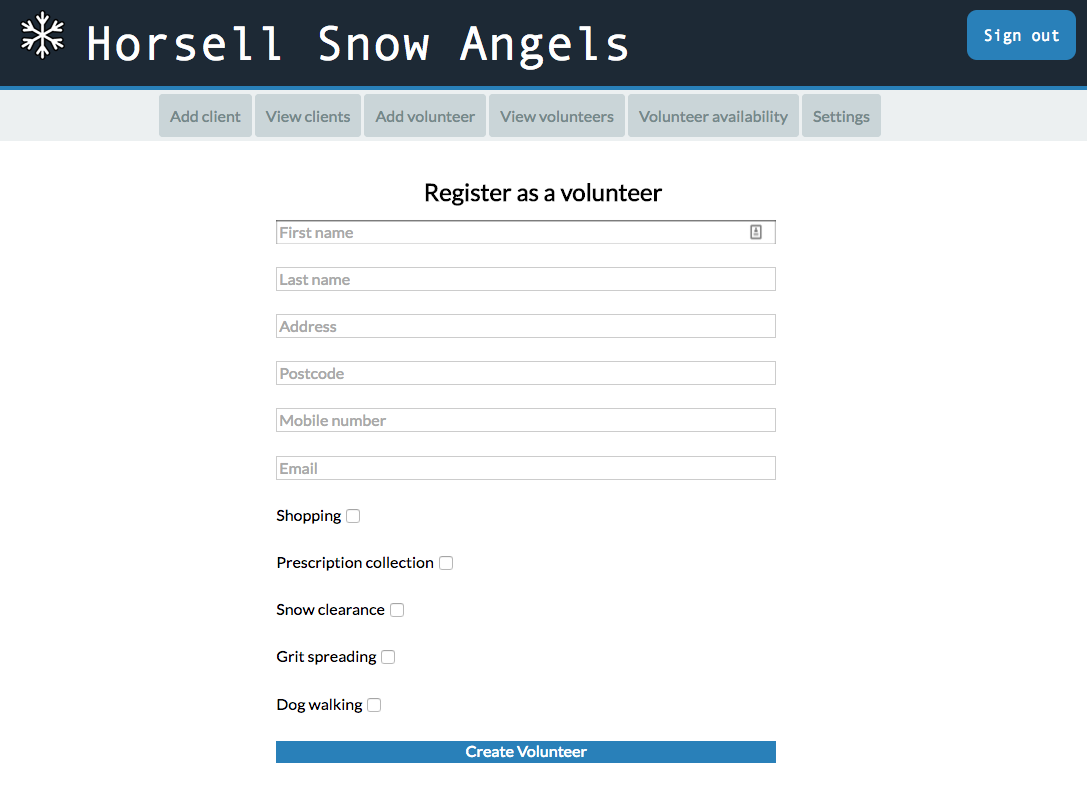 Horsell Snow Angels
Sign out
Add client View clients Add volunteer View volunteers Volunteer availability Settings
Register as a volunteer
First name
Last name
Address
Postcode
Mobile number
Email
Shopping
Prescription collection
Snow clearance
Grit spreading
Dog walking
Create Volunteer